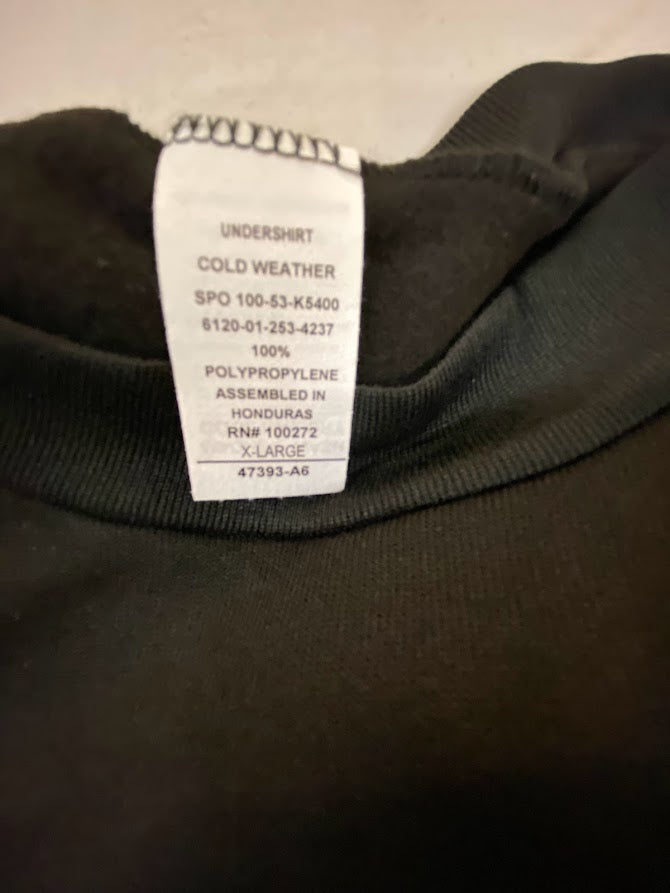 UNDERSHIRT
COLD WEATHER
SPO 100-53-K5400
6120-01-253-4237
100%
POLYPROPYLENE
ASSEMBLED IN
HONDURAS
RN# 100272
X-LARGE
47393-A6